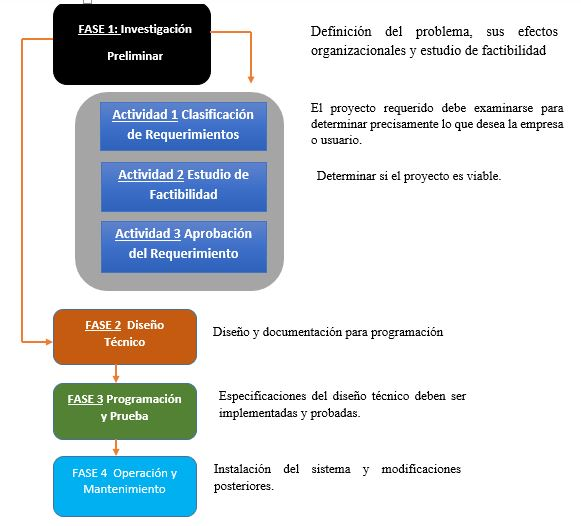 FASE 1: Investigación
Preliminar
Definición del problema, sus efectos
organizacionales y estudio de factibilidad
Actividad 1 Clasificación
de Requerimientos
El proyecto requerido debe examinarse para
determinar precisamente lo que desea la empresa
o usuario.
Actividad 2 Estudio de
Factibilidad
Determinar si el proyecto es viable.
Actividad 3 Aprobación
del Requerimiento
FASE 2 Diseño
Técnico
Diseño y documentación para programación
FASE 3 Programación
y Prueba
Especificaciones del diseño técnico deben ser
implementadas y probadas.
FASE 4 Operación y
Mantenimiento
Instalación del sistema y modificaciones
posteriores.